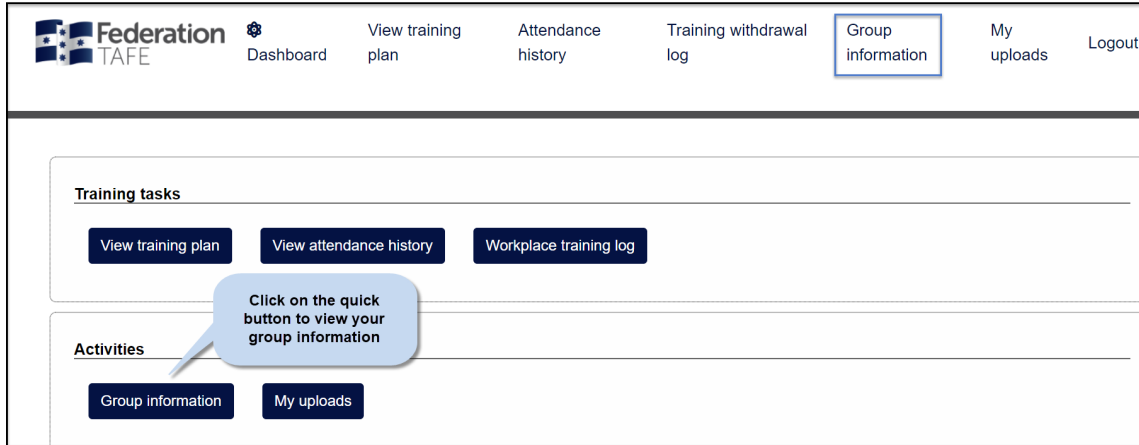 Federation
TAFE
Dashboard
View training
plan
Attendance
history
Training withdrawal
log
Group
information
My
uploads
Logout
Training tasks
View training plan
View attendance history
Workplace training log
Click on the quick
button to view your
group information
Activities
Group information
My uploads